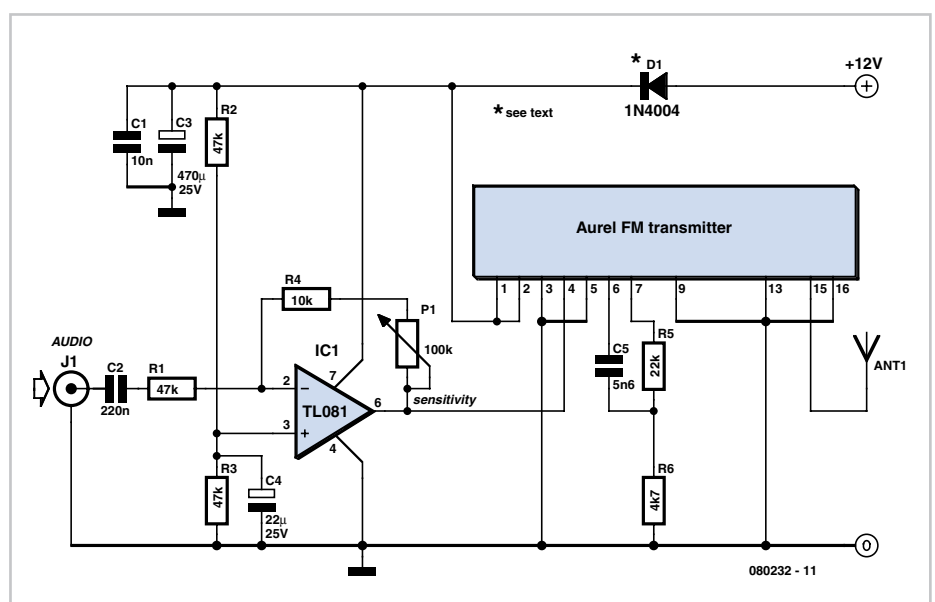 +12V
* D1
1N4004
* see text
C1
10n
C3
470µ
25V
R2
47k
Aurel FM transmitter
1 2 3 4 5 6 7 9 13 15 16
R4
10k
P1
100k
sensitivity
IC1
TL081
2
3
7
6
4
AUDIO
J1
C2
220n
R1
47k
R3
47k
C4
22µ
25V
C5
5n6
R5
22k
R6
4k7
ANT1
0
080232 - 11